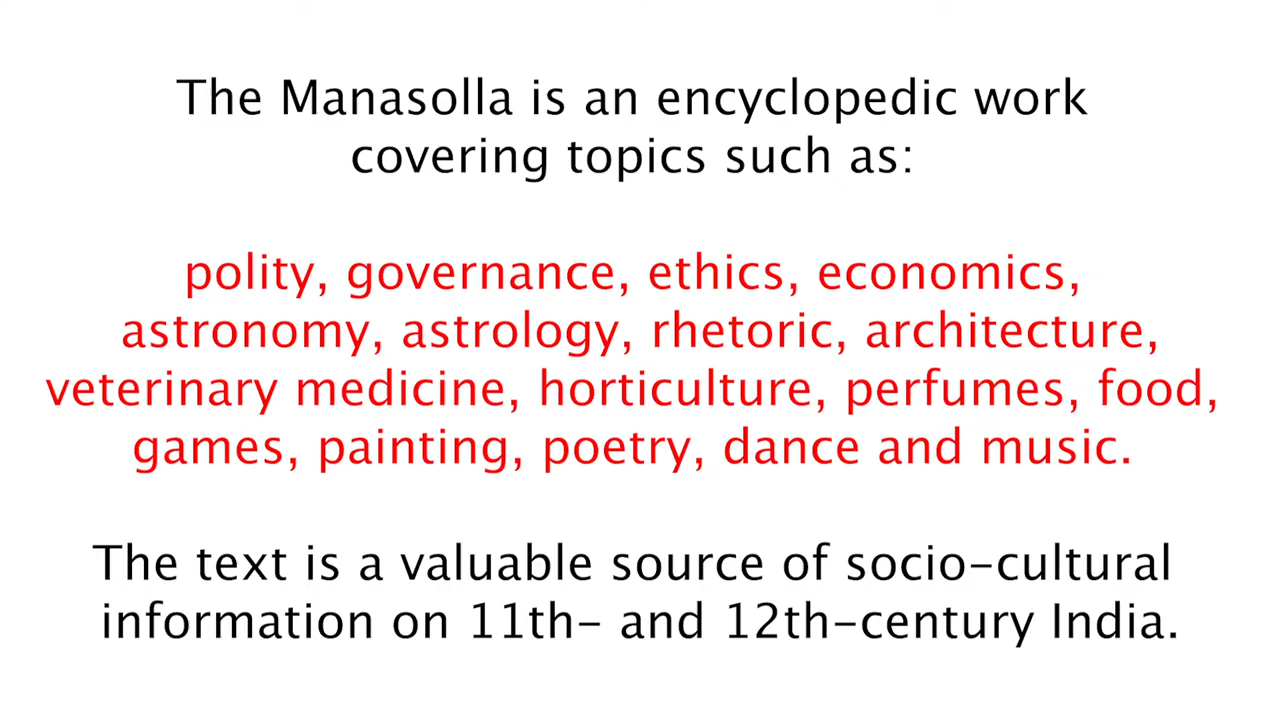 The Manasolla is an encyclopedic work
covering topics such as:
polity, governance, ethics, economics,
astronomy, astrology, rhetoric, architecture,
veterinary medicine, horticulture, perfumes, food,
games, painting, poetry, dance and music.
The text is a valuable source of socio-cultural
information on 11th- and 12th-century India.